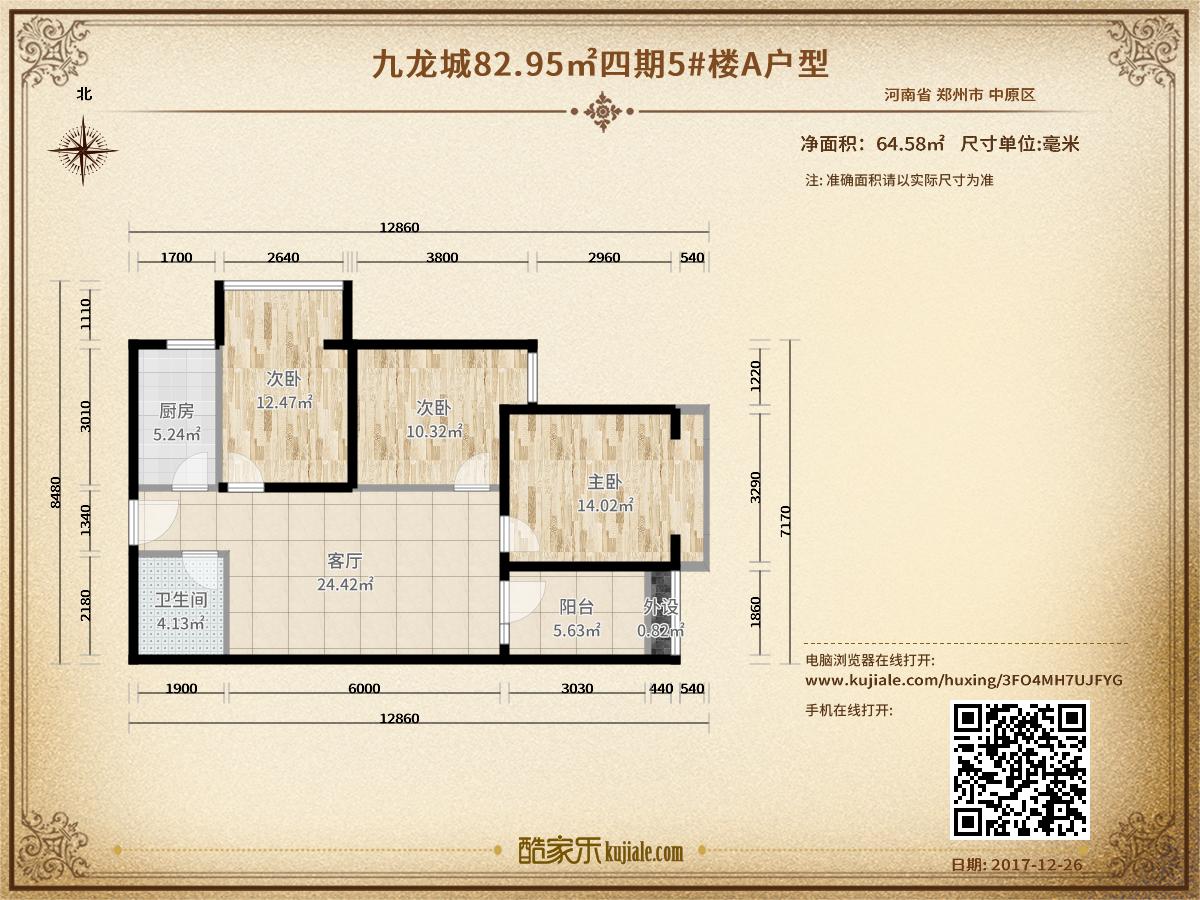 九龙城82.95㎡四期5#楼A户型
北
河南省 郑州市 中原区
净面积：64.58㎡ 尺寸单位:毫米
注: 准确面积请以实际尺寸为准
12860
1700 2640 3800 2960 540
8480
1110
3010
1340
2180
次卧
12.47㎡
厨房
5.24㎡
次卧
10.32㎡
主卧
14.02㎡
客厅
24.42㎡
卫生间
4.13㎡
阳台
5.63㎡
外设
0.82㎡
1220
3290
1860
7170
1900 6000 3030 440 540
12860
电脑浏览器在线打开:
www.kujiale.com/huxing/3FO4MH7UJFYG
手机在线打开:
酷家乐kujiale.com
日期: 2017-12-26